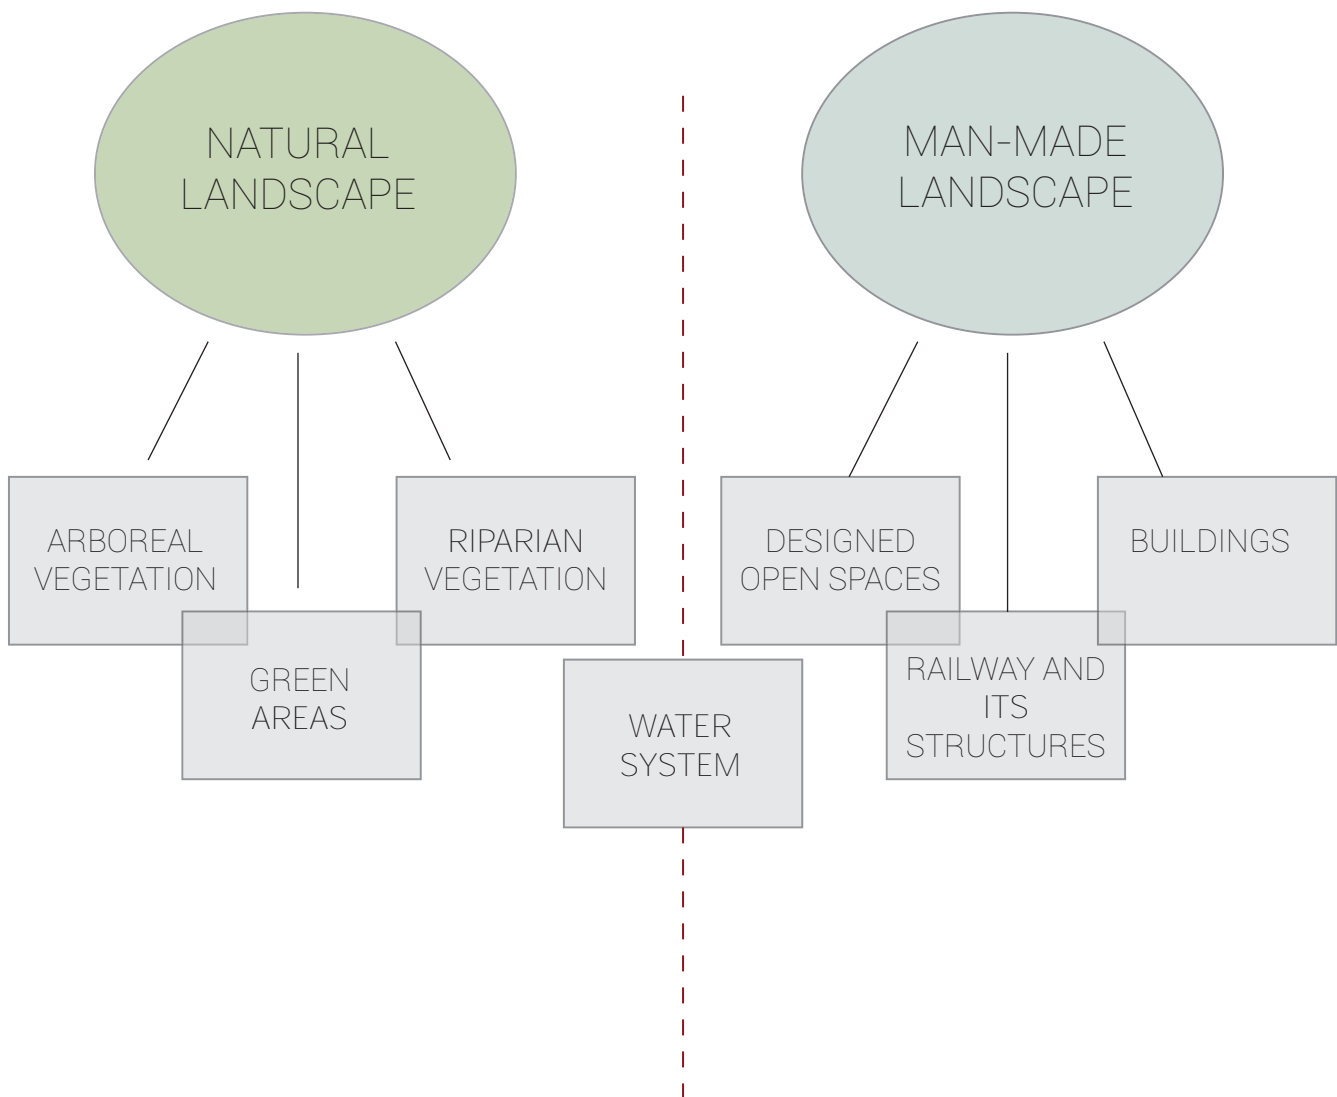 NATURAL
LANDSCAPE
MAN-MADE
LANDSCAPE
ARBOREAL
VEGETATION
RIPARIAN
VEGETATION
DESIGNED
OPEN SPACES
BUILDINGS
GREEN
AREAS
WATER
SYSTEM
RAILWAY AND
ITS
STRUCTURES